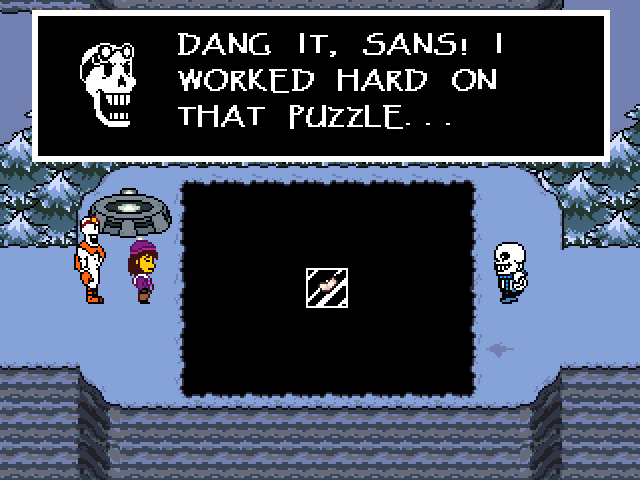 DANG IT, SANS! I
WORKED HARD ON
THAT PUZZLE...